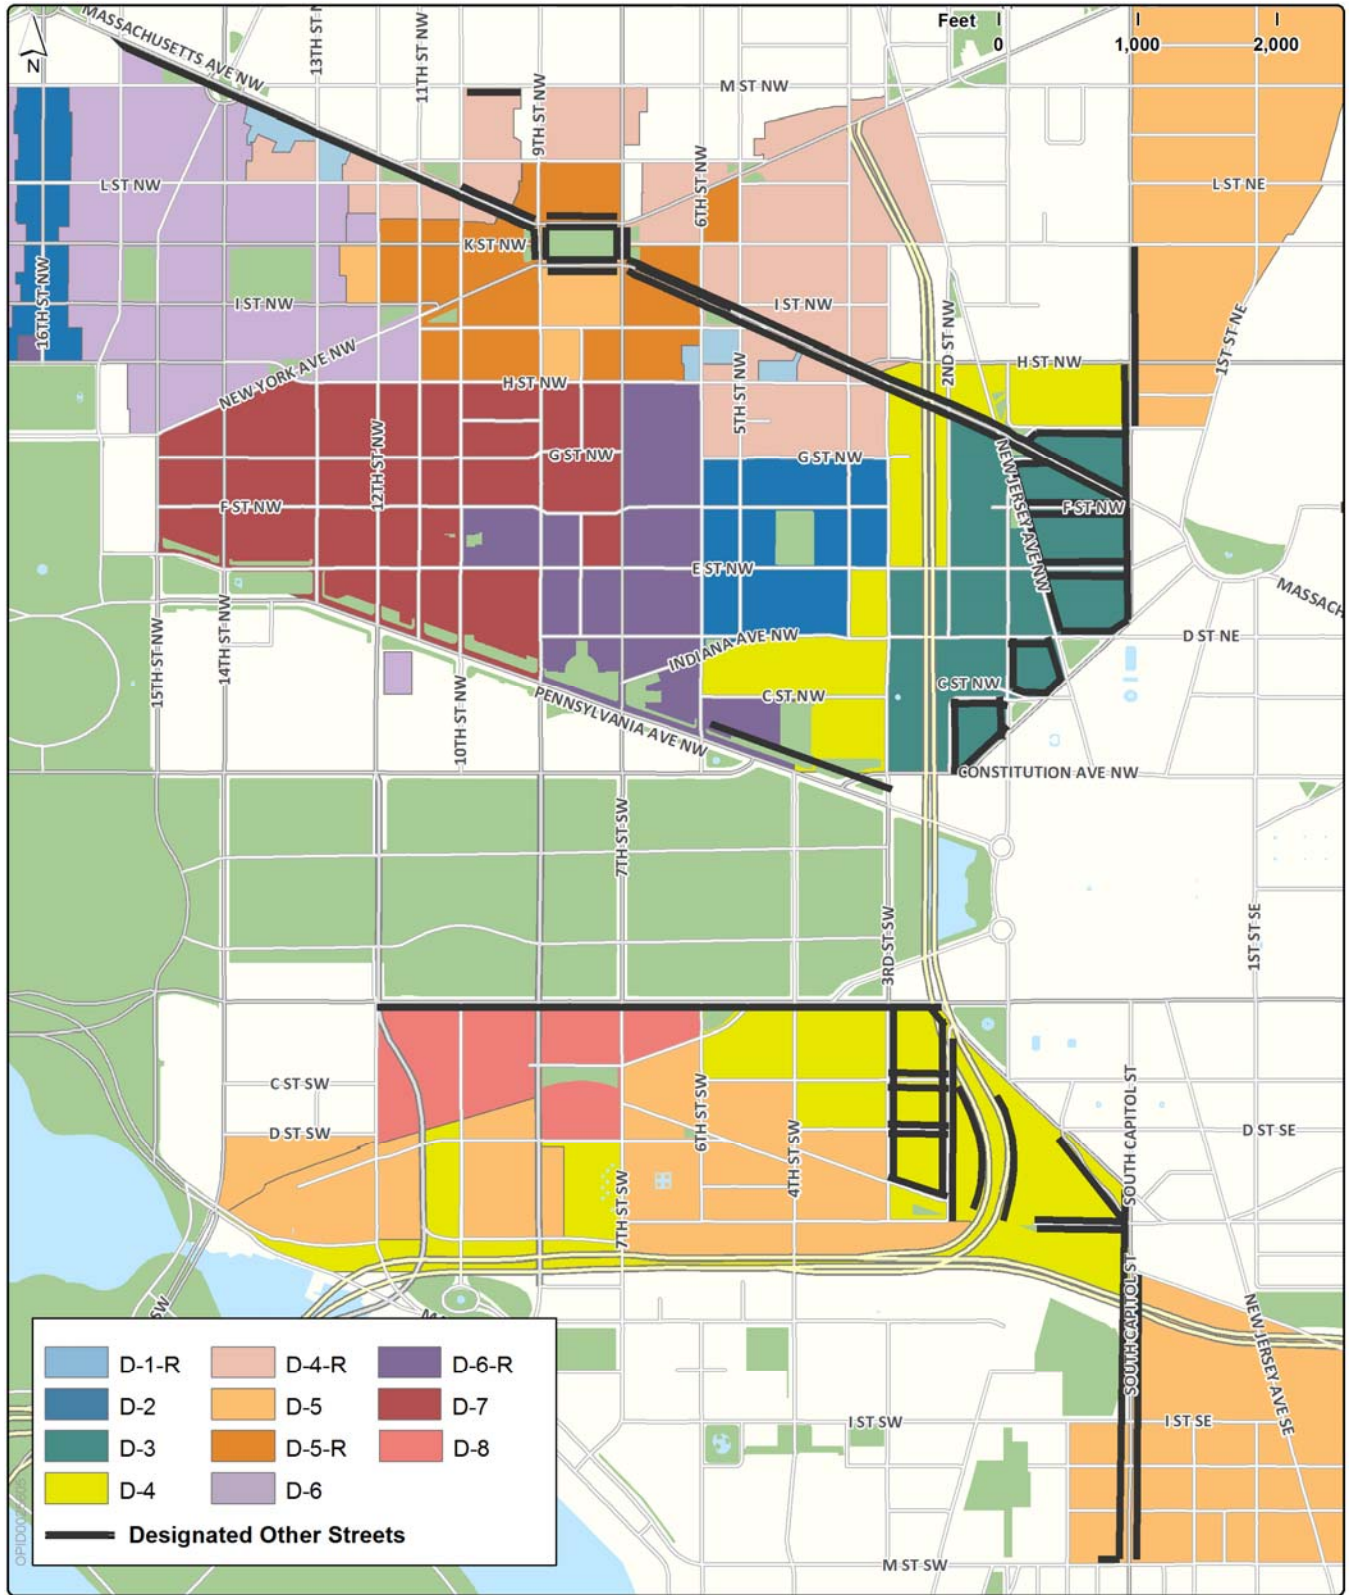 MASSACHUSETTS AVE NW
13TH ST N
11TH ST NW
9TH ST NW
M ST NW
Feet
0
1,000
2,000
N
L ST NW
6TH ST NW
L ST NE
K ST NW
16TH ST NW
I ST NW
I ST NW
2ND ST NW
1ST ST NE
NEW YORK AVE NW
H ST NW
5TH ST NW
H ST NW
12TH ST NW
G ST NW
G ST NW
NEW JERSEY AVE NW
F ST NW
F ST NW
E ST NW
MASSACH
15TH ST NW
14TH ST NW
INDIANA AVE NW
D ST NE
10TH ST NW
PENNSYLVANIA AVE NW
C ST NW
C ST NW
CONSTITUTION AVE NW
7TH ST SW
3RD ST SW
1ST ST SE
C ST SW
6TH ST SW
SOUTH CAPITOL ST
D ST SW
4TH ST SW
D ST SE
7TH ST SW
SOUTH CAPITOL ST
NEW JERSEY AVE SE
SW
I ST SW
I ST SE
M ST SW
D-1-R
D-4-R
D-6-R
D-2
D-5
D-7
D-3
D-5-R
D-8
D-4
D-6
Designated Other Streets